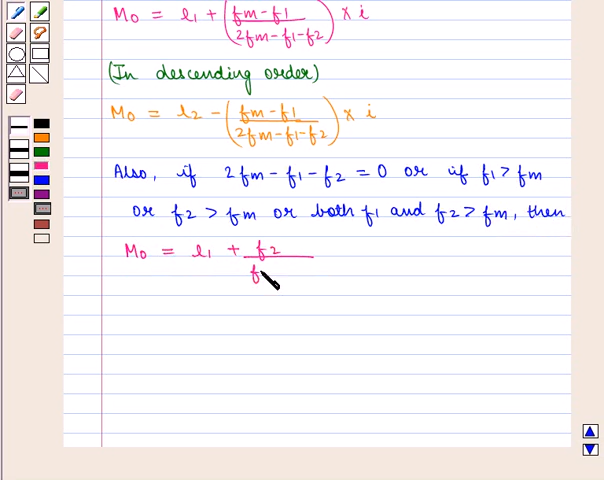 Mo = l1 + (fm-f1 / 2fm-f1-f2) x i
(In descending order)
Mo = l2 - (fm-f1 / 2fm-f1-f2) x i
Also, if 2fm-f1-f2 = 0 or if f1 > fm
or f2 > fm or both f1 and f2 > fm, then
Mo = l1 + f2 / f